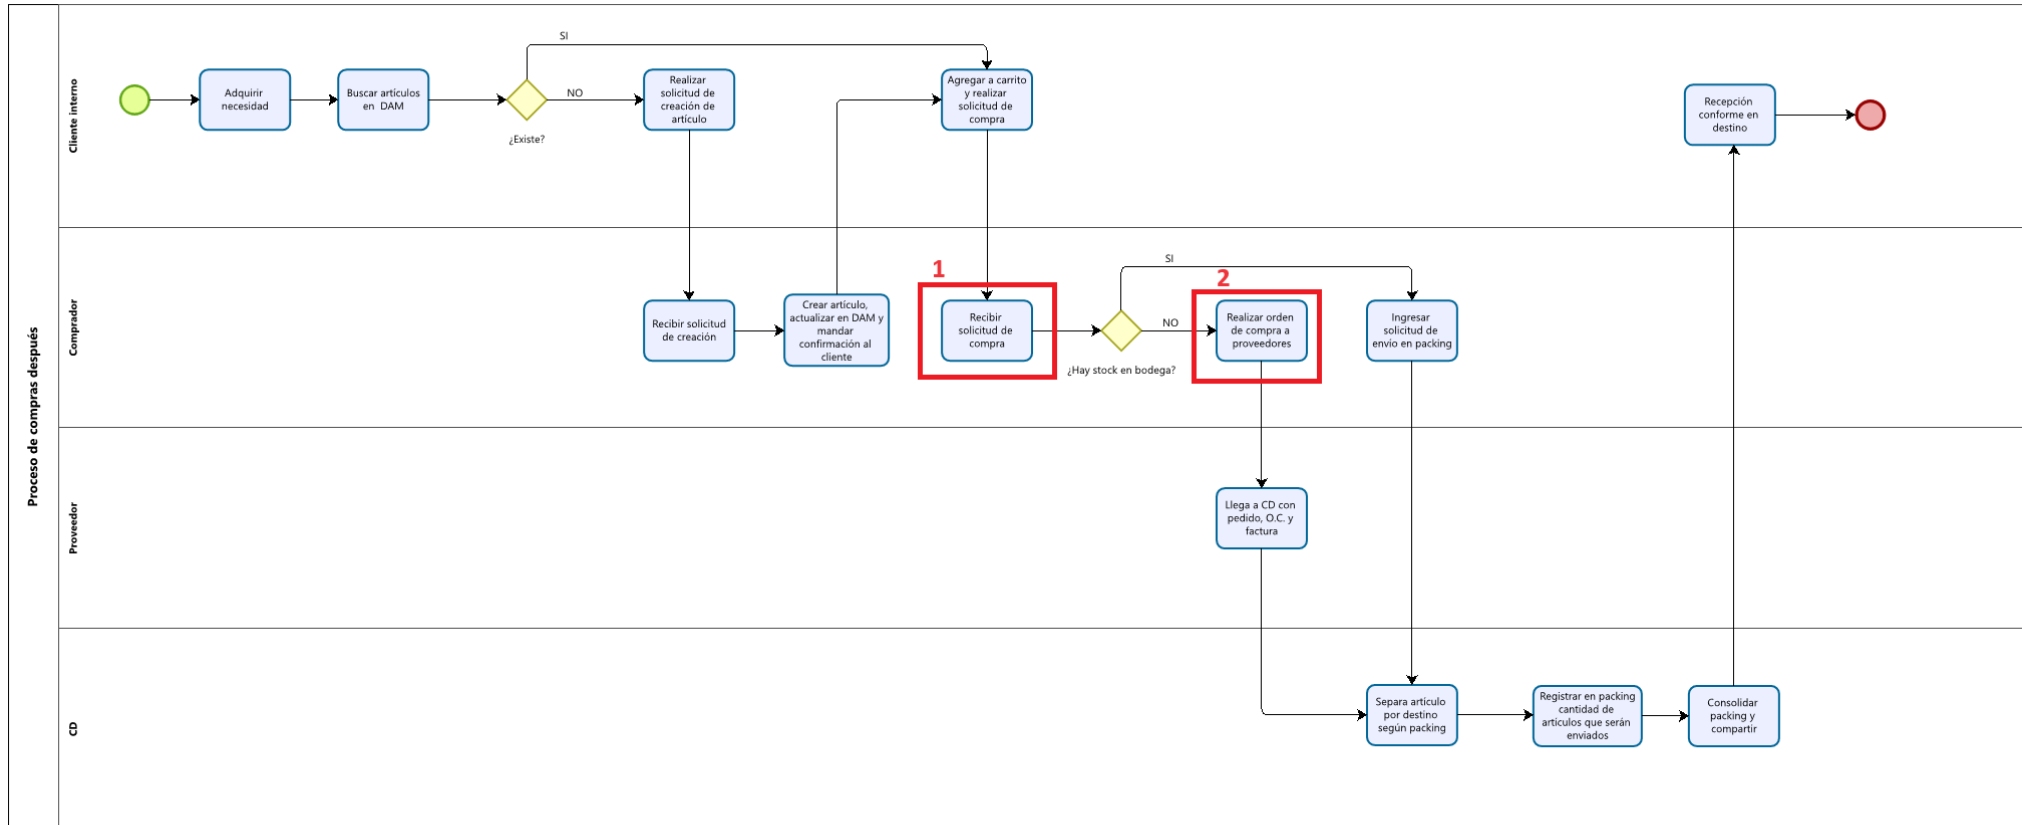 Proceso de compras después
Cliente interno
Adquirir
necesidad
Buscar artículos
en DAM
¿Existe?
SI
NO
Realizar
solicitud de
creación de
artículo
Agregar a carrito
y realizar
solicitud de
compra
Recepción
conforme en
destino
Comprador
Recibir solicitud
de creación
Crear artículo,
actualizar en DAM y
mandar
confirmación al
cliente
1
Recibir
solicitud de
compra
¿Hay stock en bodega?
SI
NO
2
Realizar orden
de compra a
proveedores
Ingresar
solicitud de
envío en packing
Proveedor
Llega a CD con
pedido, O.C. y
factura
CD
Separa artículo
por destino
según packing
Registrar en packing
cantidad de
artículos que serán
enviados
Consolidar
packing y
compartir